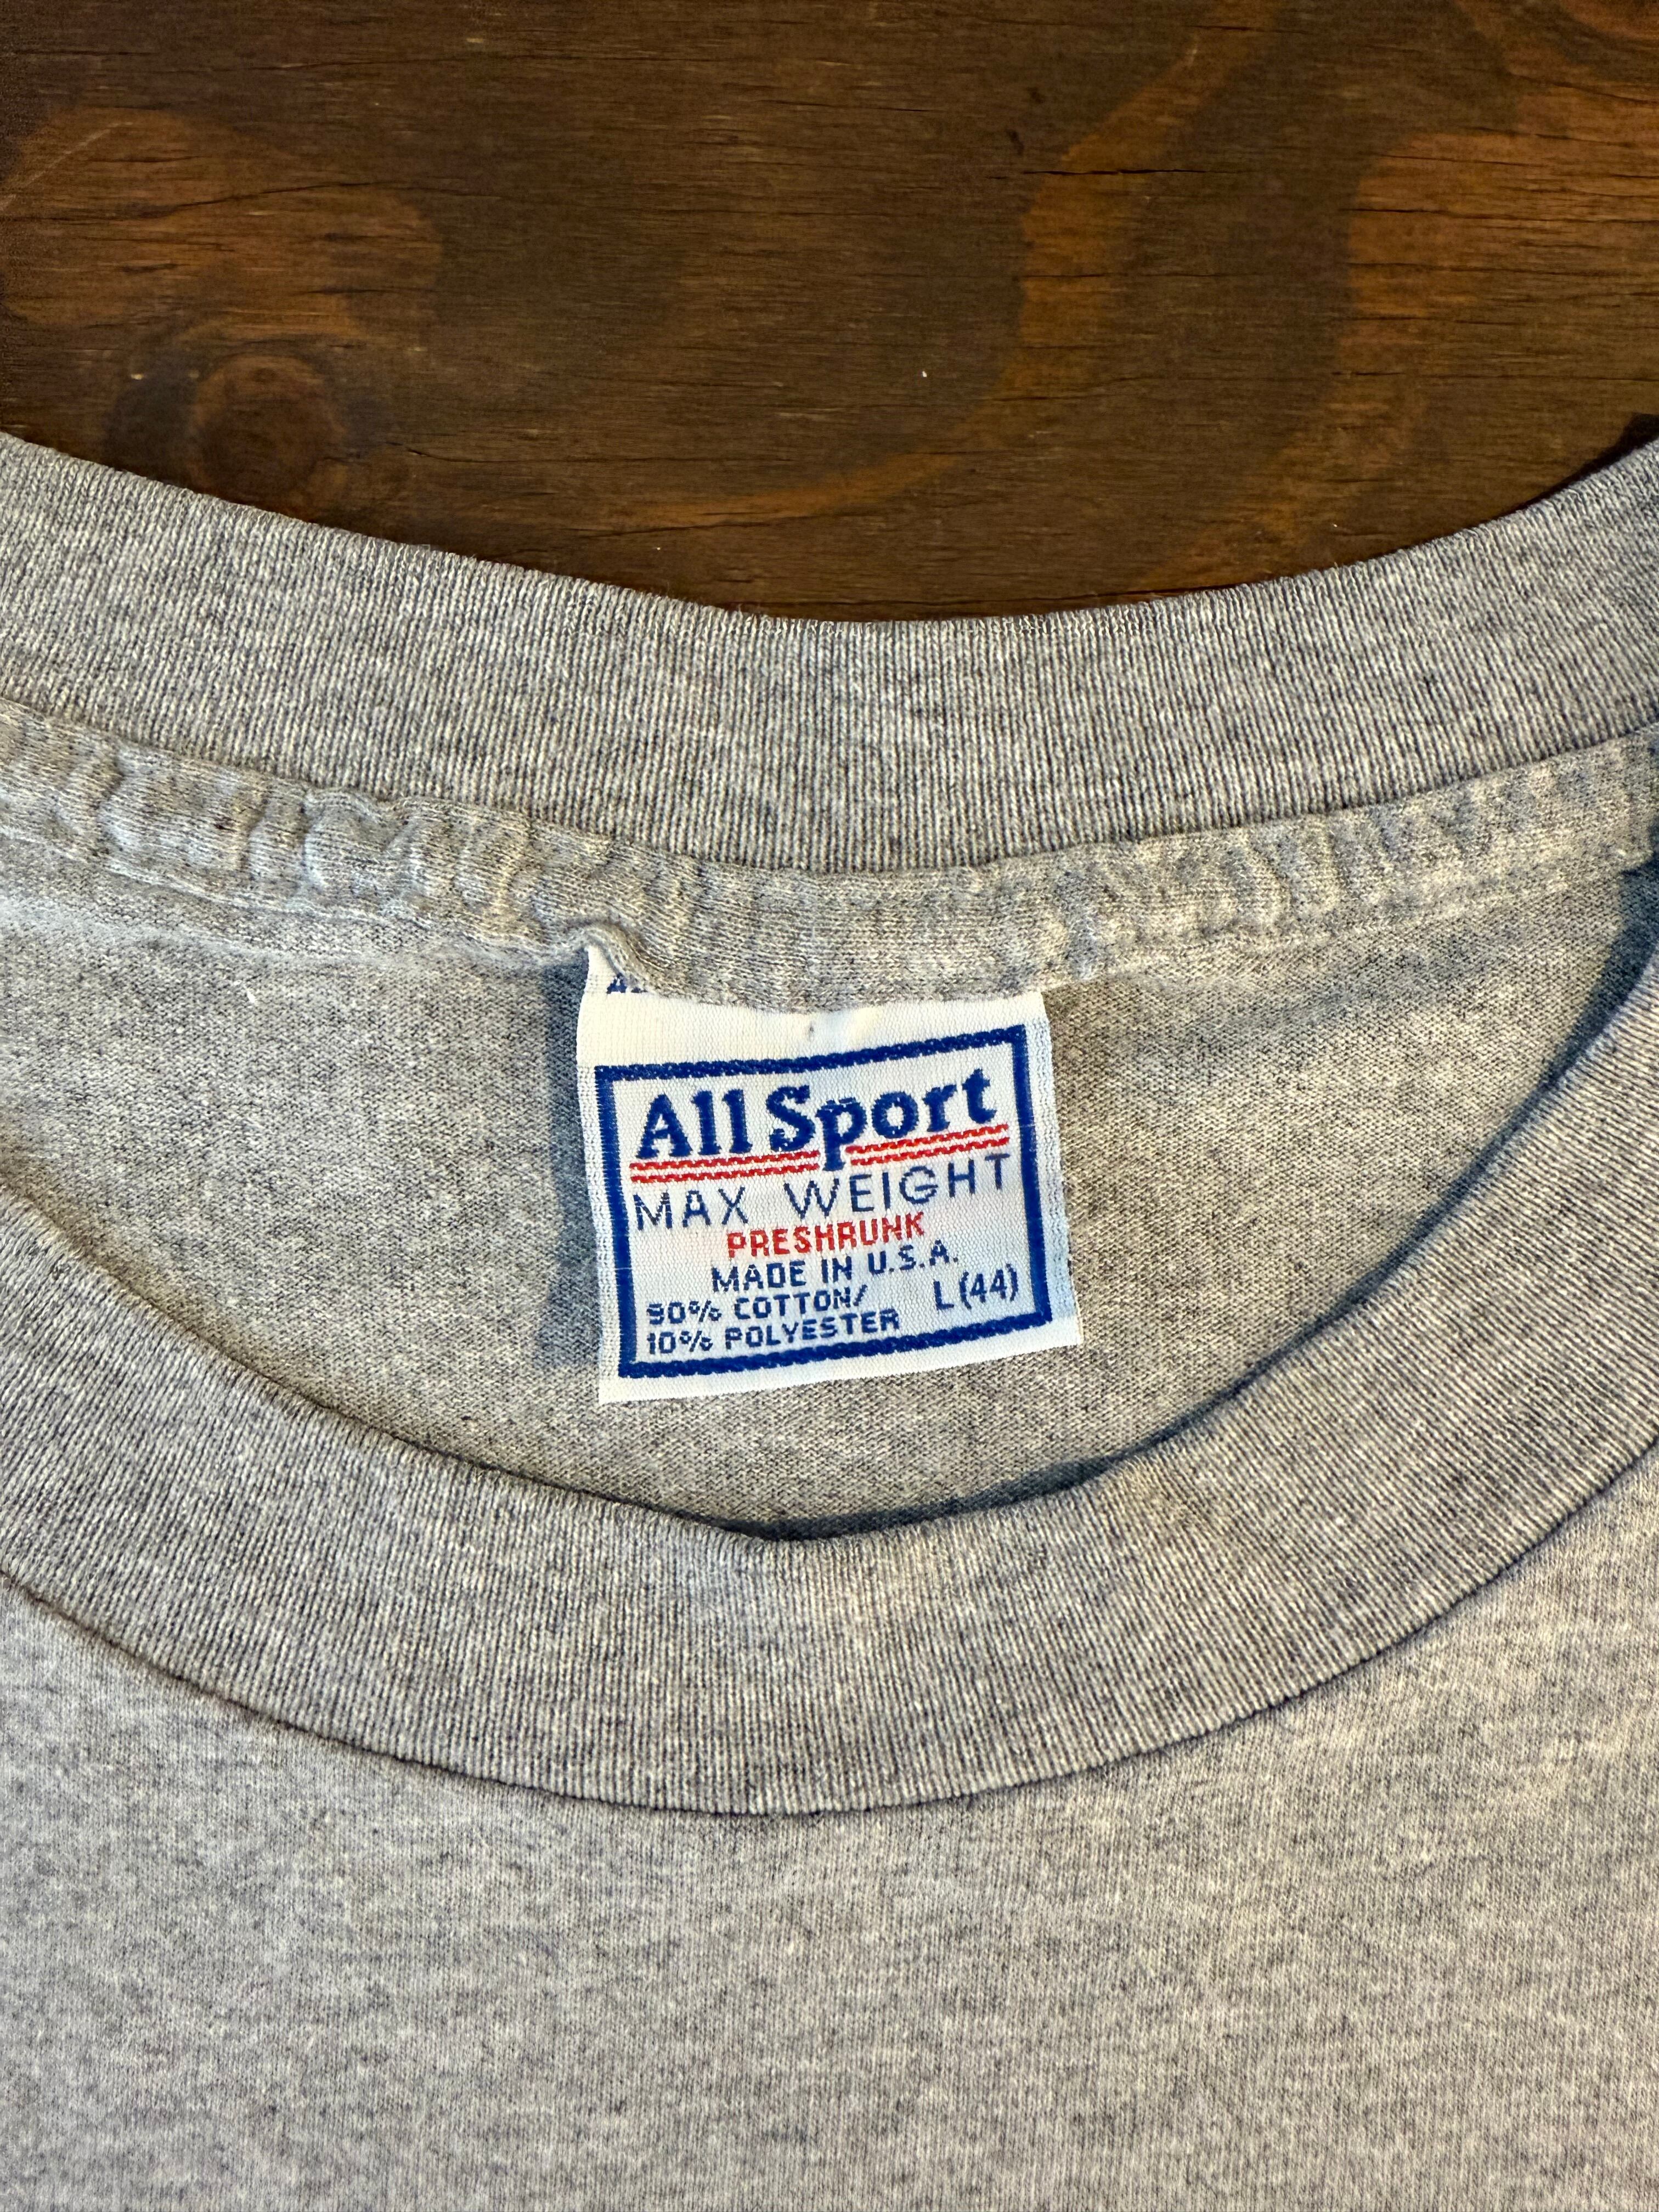 All Sport
MAX WEIGHT
PRESHRUNK
MADE IN U.S.A.
90% COTTON/
10% POLYESTER L (44)